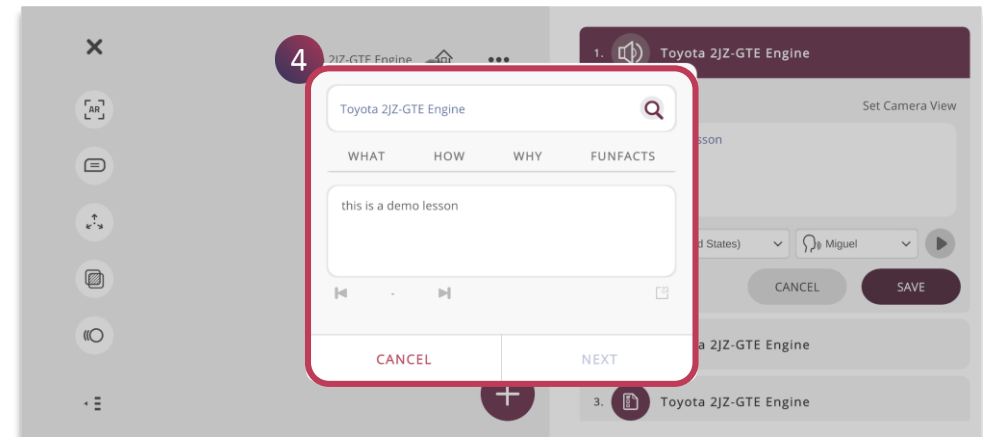 4
2JZ-GTE Engine
AR
Toyota 2JZ-GTE Engine
WHAT HOW WHY FUNFACTS
this is a demo lesson
-
CANCEL NEXT
1. Toyota 2JZ-GTE Engine
Set Camera View
d States) Miguel
CANCEL SAVE
2JZ-GTE Engine
3. Toyota 2JZ-GTE Engine